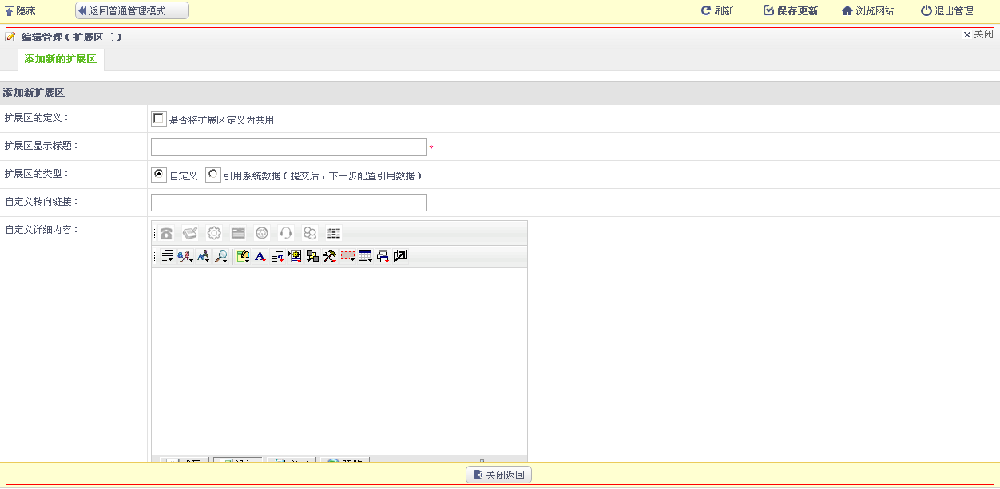 隐藏 返回普通管理模式 刷新 保存更新 浏览网站 退出管理
编辑管理(扩展区三) 关闭
添加新的扩展区
添加新扩展区
扩展区的定义: 是否将扩展区定义为共用
扩展区显示标题: *
扩展区的类型: 自定义 引用系统数据(提交后,下一步配置引用数据)
自定义转向链接:
自定义详细内容:
关闭返回